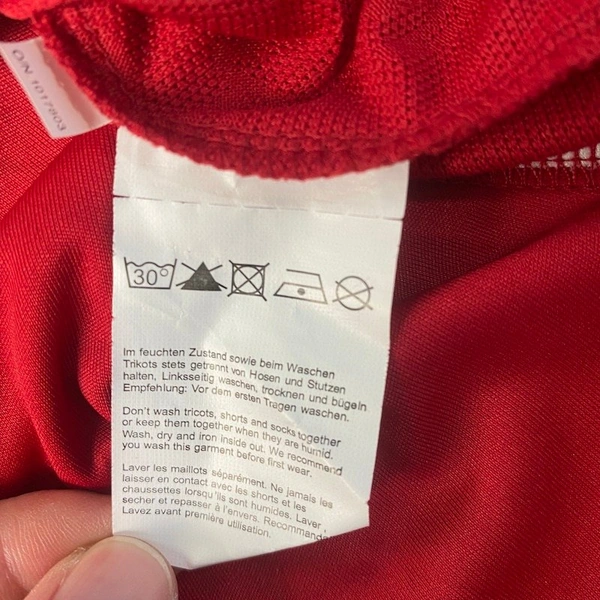 O/N 1017803
30°
Im feuchten Zustand sowie beim Waschen
Trikots stets getrennt von Hosen und Stutzen
halten, Linksseitig waschen, trocknen und bügeln
Empfehlung: Vor dem ersten Tragen waschen.
Don't wash tricots, shorts and socks together
or keep them together when they are humid.
Wash, dry and iron inside out. We recommend
you wash this garment before first wear.
Laver les maillots séparément. Ne jamais les
laisser en contact avec les shorts et les
chaussettes lorsqu'ils sont humides. Laver,
secher et repasser à l'envers. Recommanda
Lavez avant première utilisation.